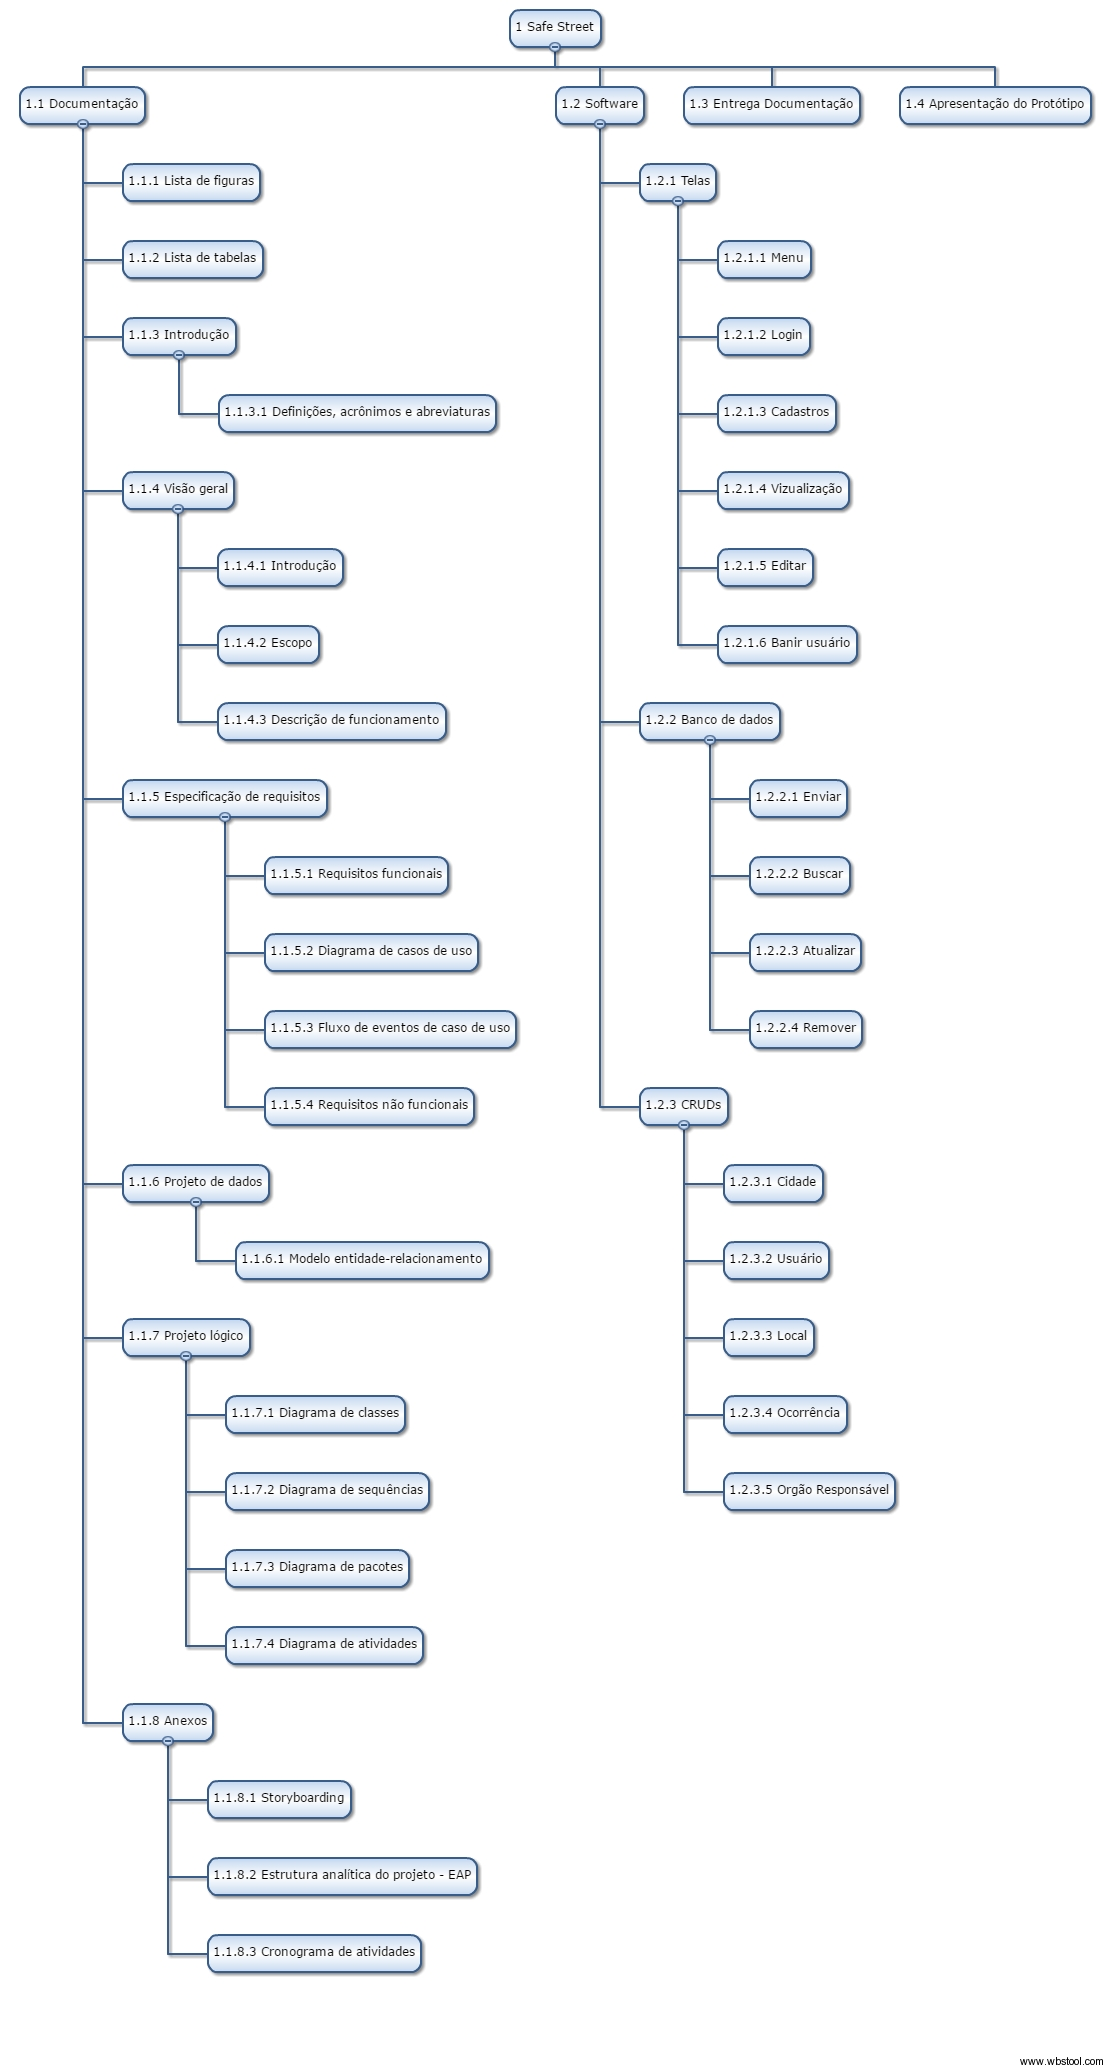 1 Safe Street
1.1 Documentação
1.2 Software
1.3 Entrega Documentação
1.4 Apresentação do Protótipo
1.1.1 Lista de figuras
1.1.2 Lista de tabelas
1.1.3 Introdução
1.1.3.1 Definições, acrônimos e abreviaturas
1.1.4 Visão geral
1.1.4.1 Introdução
1.1.4.2 Escopo
1.1.4.3 Descrição de funcionamento
1.1.5 Especificação de requisitos
1.1.5.1 Requisitos funcionais
1.1.5.2 Diagrama de casos de uso
1.1.5.3 Fluxo de eventos de caso de uso
1.1.5.4 Requisitos não funcionais
1.1.6 Projeto de dados
1.1.6.1 Modelo entidade-relacionamento
1.1.7 Projeto lógico
1.1.7.1 Diagrama de classes
1.1.7.2 Diagrama de sequências
1.1.7.3 Diagrama de pacotes
1.1.7.4 Diagrama de atividades
1.1.8 Anexos
1.1.8.1 Storyboarding
1.1.8.2 Estrutura analítica do projeto - EAP
1.1.8.3 Cronograma de atividades
1.2.1 Telas
1.2.1.1 Menu
1.2.1.2 Login
1.2.1.3 Cadastros
1.2.1.4 Vizualização
1.2.1.5 Editar
1.2.1.6 Banir usuário
1.2.2 Banco de dados
1.2.2.1 Enviar
1.2.2.2 Buscar
1.2.2.3 Atualizar
1.2.2.4 Remover
1.2.3 CRUDs
1.2.3.1 Cidade
1.2.3.2 Usuário
1.2.3.3 Local
1.2.3.4 Ocorrência
1.2.3.5 Orgão Responsável
www.wbstool.com